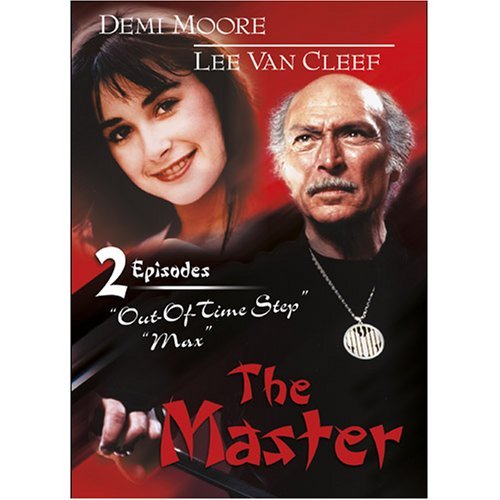 DEMI MOORE
LEE VAN CLEEF
2 Episodes
"Out-Of-Time Step"
"Max"
The
Master